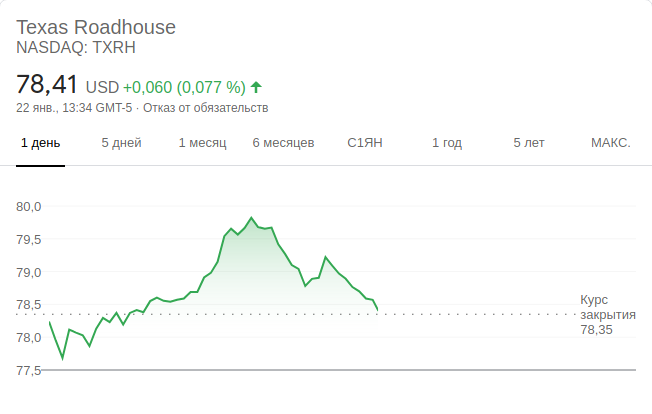 Texas Roadhouse
NASDAQ: TXRH
78,41 USD +0,060 (0,077 %)
22 янв., 13:34 GMT-5 · Отказ от обязательств
1 день 5 дней 1 месяц 6 месяцев С1ЯН 1 год 5 лет МАКС.
80,0
79,5
79,0
78,5
78,0
77,5
Курс
закрытия
78,35